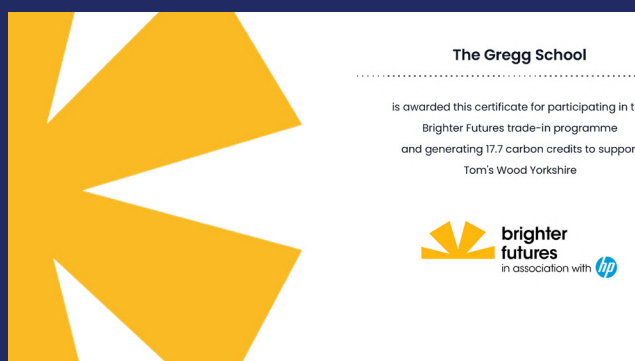 The Gregg School
is awarded this certificate for participating in t
Brighter Futures trade-in programme
and generating 17.7 carbon credits to suppor
Tom's Wood Yorkshire
brighter
futures
in association with hp